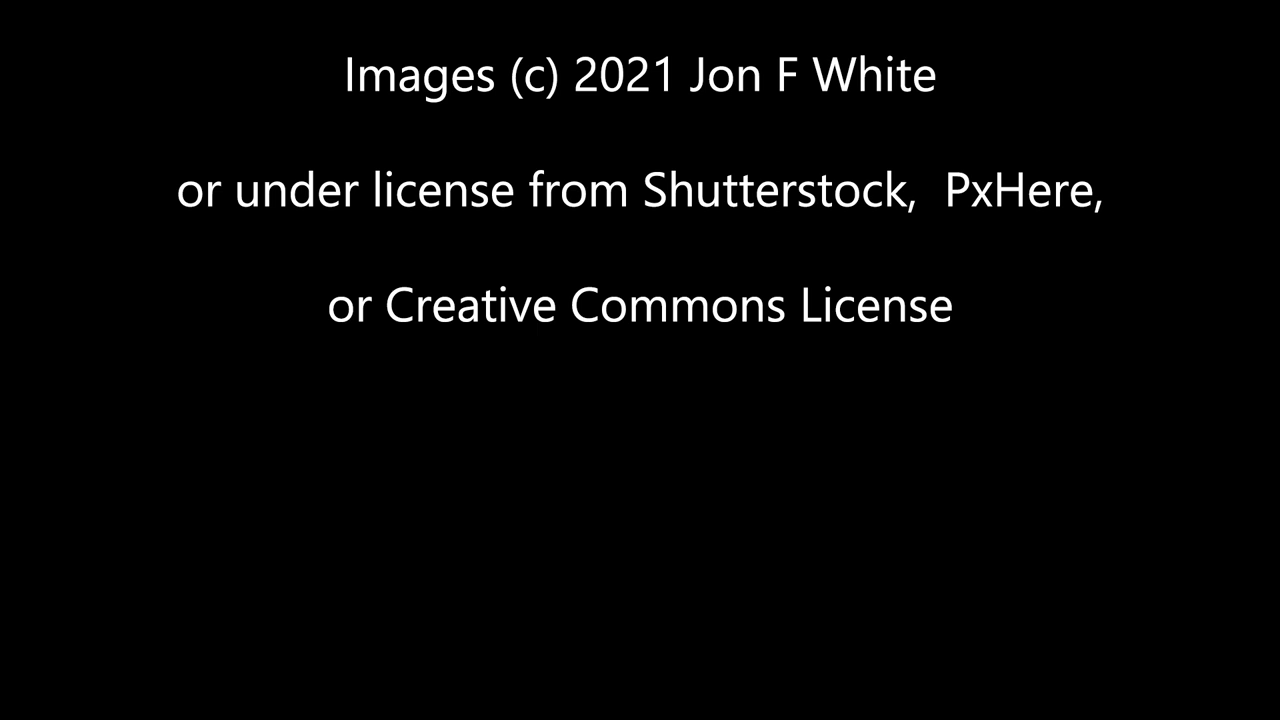 Images (c) 2021 Jon F White
or under license from Shutterstock,  PxHere,
or Creative Commons License